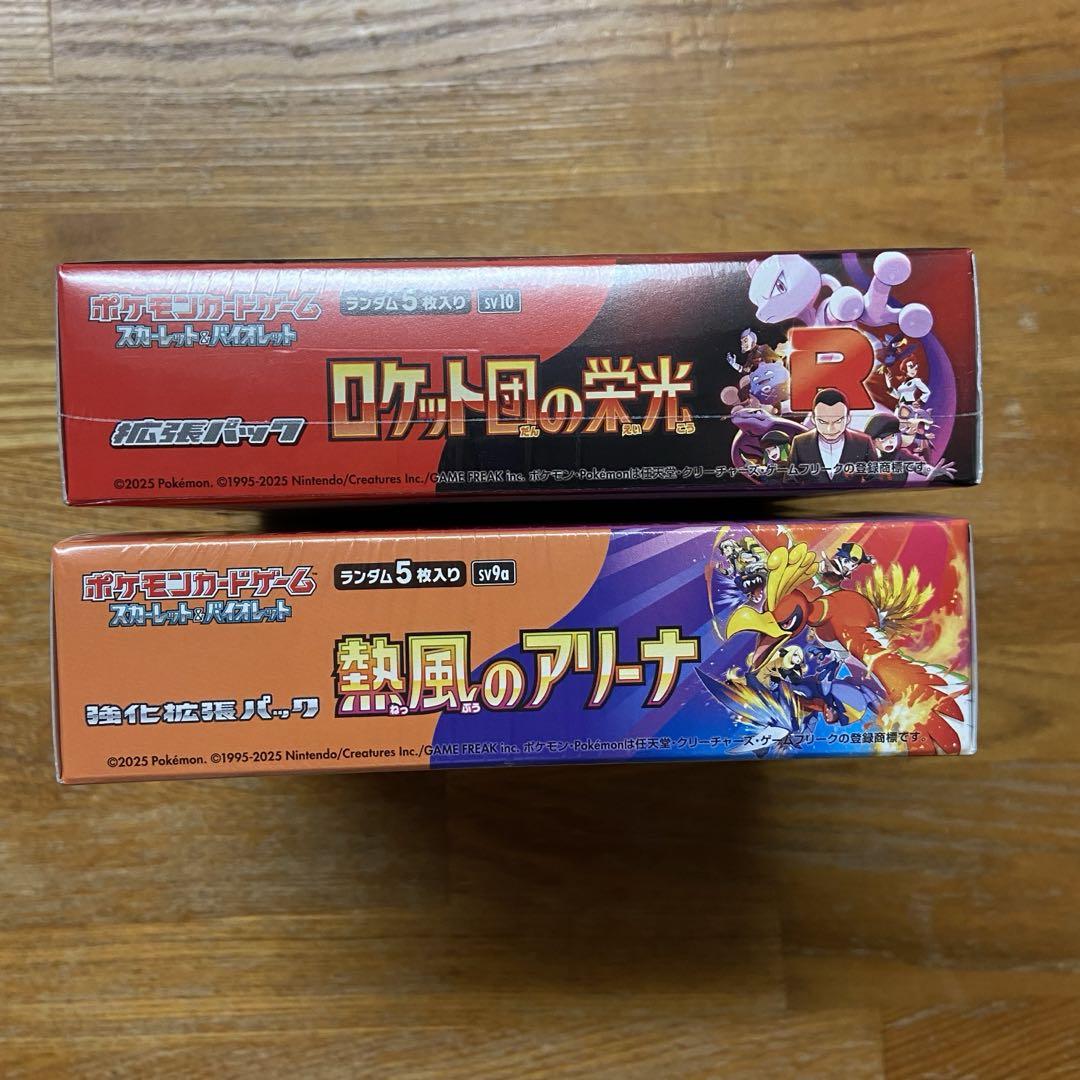 ポケモンカードゲーム
スカーレット&バイオレット
ランダム5枚入り
SV10
ロケット団の栄光
だん えい こう
拡張パック
R
©2025 Pokémon. ©1995-2025 Nintendo/Creatures Inc./GAME FREAK inc. ポケモン・Pokémonは任天堂・クリーチャーズ・ゲームフリークの登録商標です。
ポケモンカードゲーム
スカーレット&バイオレット
ランダム5枚入り
SV9a
熱風のアリーナ
ねっ ぷう
強化拡張パック
©2025 Pokémon. ©1995-2025 Nintendo/Creatures Inc./GAME FREAK inc. ポケモン・Pokémonは任天堂・クリーチャーズ・ゲームフリークの登録商標です。